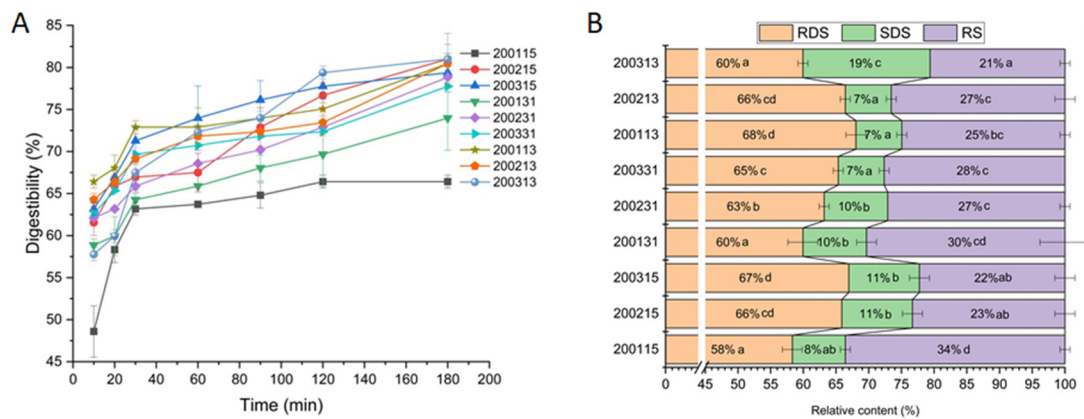 A
85
80
75
70
65
60
55
50
45
Digestibility (%)
0 20 40 60 80 100 120 140 160 180 200
Time (min)
200115
200215
200315
200131
200231
200331
200113
200213
200313
B
RDS SDS RS
200313 60% a 19% c 21% a
200213 66% cd 7% a 27% c
200113 68% d 7% a 25% bc
200331 65% c 7% a 28% c
200231 63% b 10% b 27% c
200131 60% a 10% b 30% cd
200315 67% d 11% b 22% ab
200215 66% cd 11% b 23% ab
200115 58% a 8% ab 34% d
0 45 50 55 60 65 70 75 80 85 90 95 100
Relative content (%)